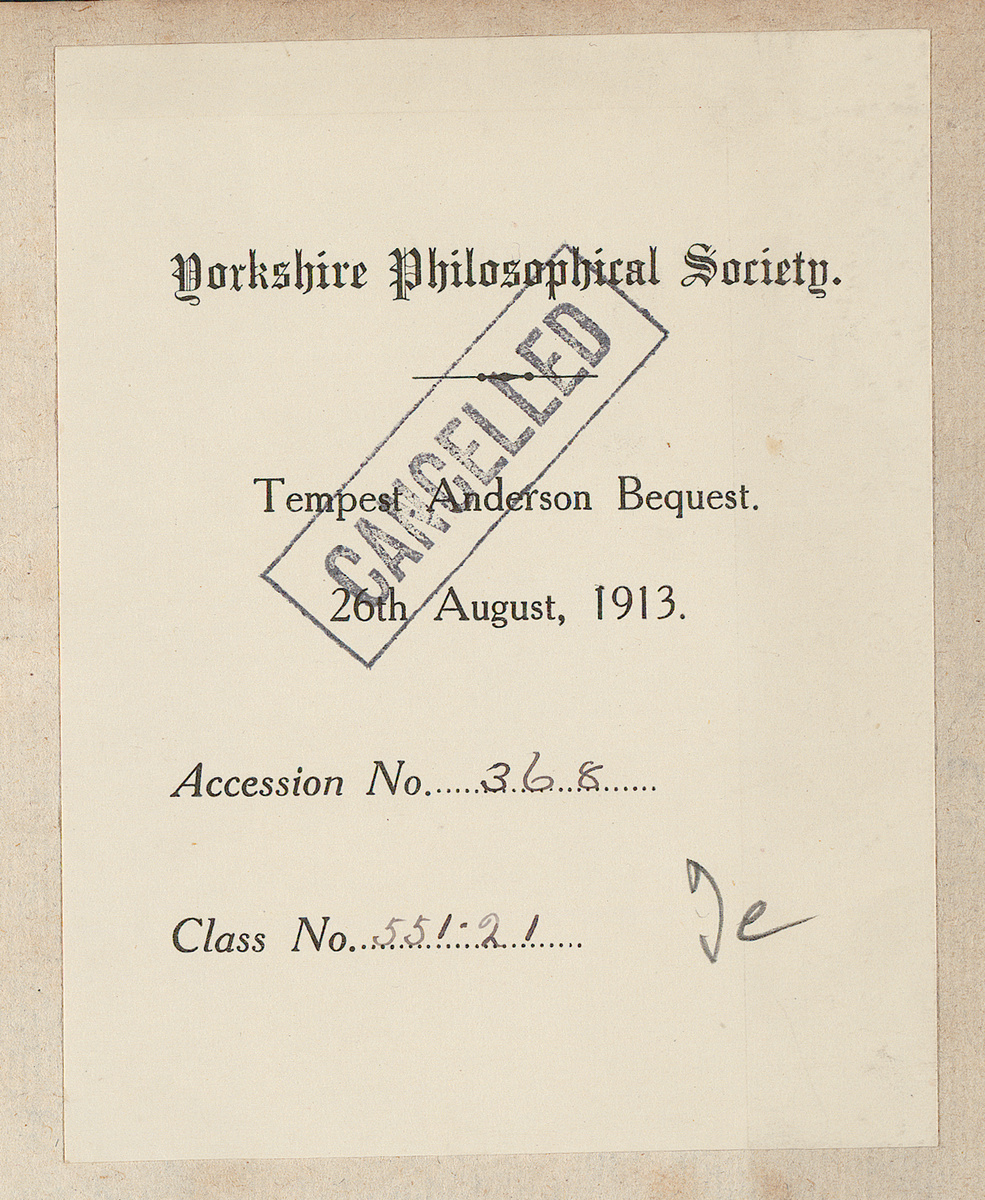 Yorkshire Philosophical Society.
CANCELLED
Tempest Anderson Bequest.
26th August, 1913.
Accession No.....368......
Class No.....551.21.....